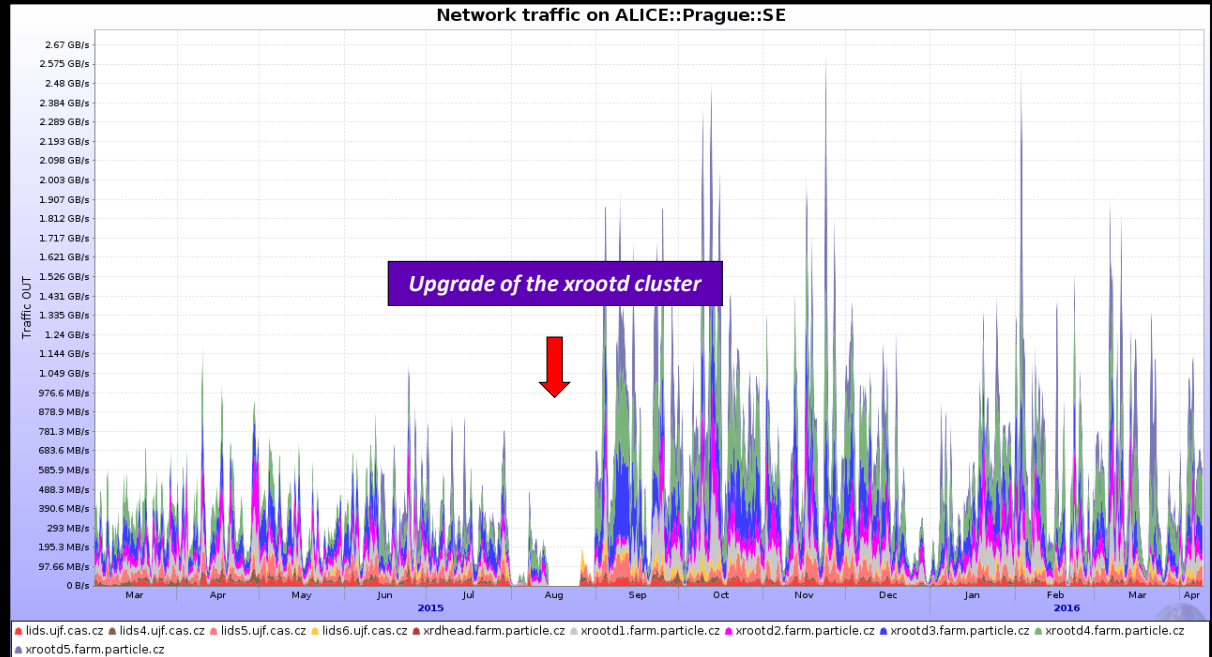 Network traffic on ALICE::Prague::SE
2.67 GB/s
2.575 GB/s
2.48 GB/s
2.384 GB/s
2.289 GB/s
2.193 GB/s
2.098 GB/s
2.003 GB/s
1.907 GB/s
1.812 GB/s
1.717 GB/s
1.621 GB/s
1.526 GB/s
1.431 GB/s
1.335 GB/s
1.24 GB/s
1.144 GB/s
1.049 GB/s
976.6 MB/s
878.9 MB/s
781.3 MB/s
683.6 MB/s
585.9 MB/s
488.3 MB/s
390.6 MB/s
293 MB/s
195.3 MB/s
97.66 MB/s
0 B/s
Traffic OUT
Upgrade of the xrootd cluster
Mar Apr May Jun Jul Aug Sep Oct Nov Dec Jan Feb Mar Apr
2015 2016
lids.ujf.cas.cz lids4.ujf.cas.cz lids5.ujf.cas.cz lids6.ujf.cas.cz xrdhead.farm.particle.cz xrootd1.farm.particle.cz xrootd2.farm.particle.cz xrootd3.farm.particle.cz xrootd4.farm.particle.cz
xrootd5.farm.particle.cz